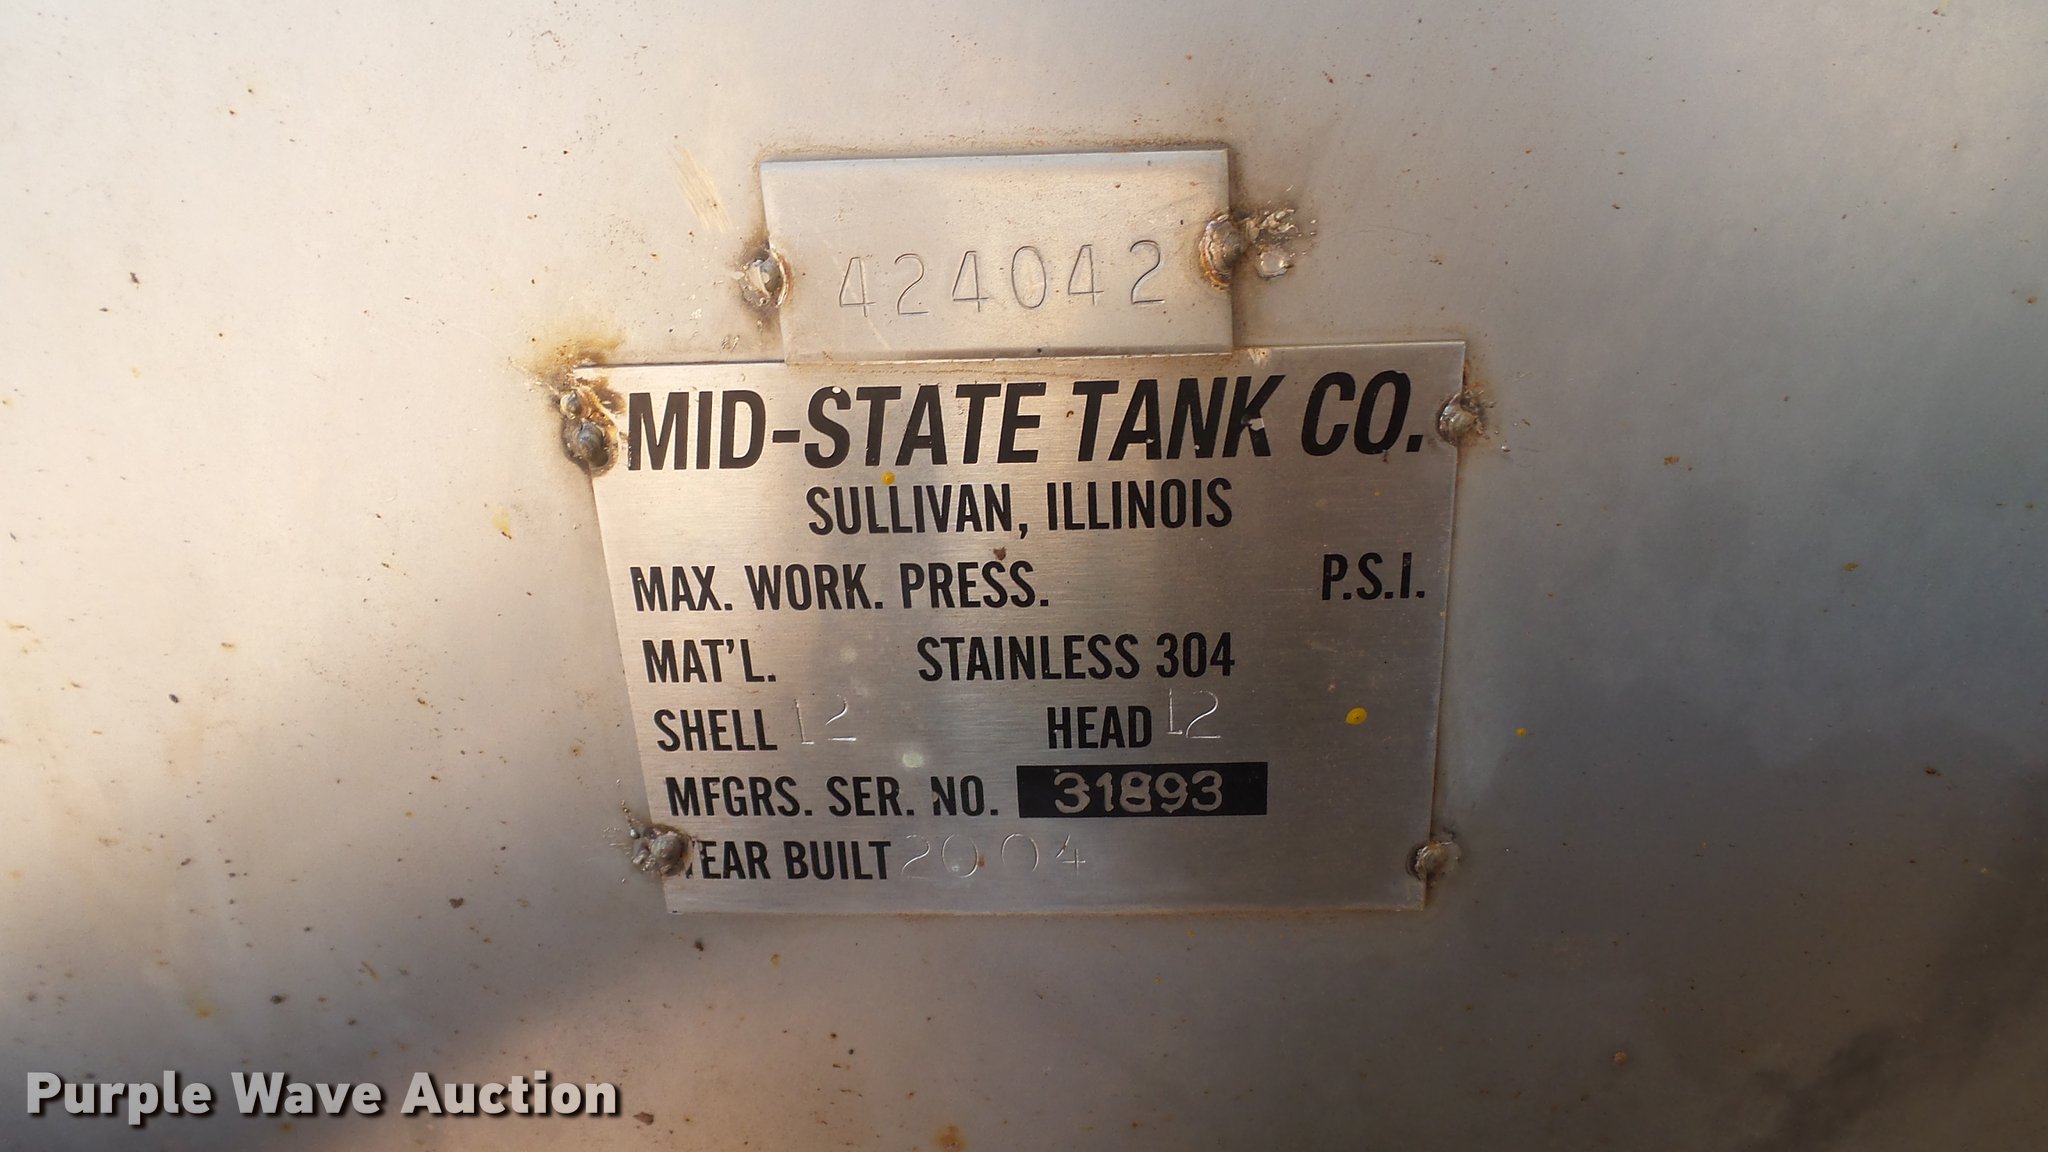 424042
MID-STATE TANK CO.
SULLIVAN, ILLINOIS
MAX. WORK. PRESS. P.S.I.
MAT'L. STAINLESS 304
SHELL 12 HEAD 12
MFGRS. SER. NO. 31893
YEAR BUILT 2004
Purple Wave Auction